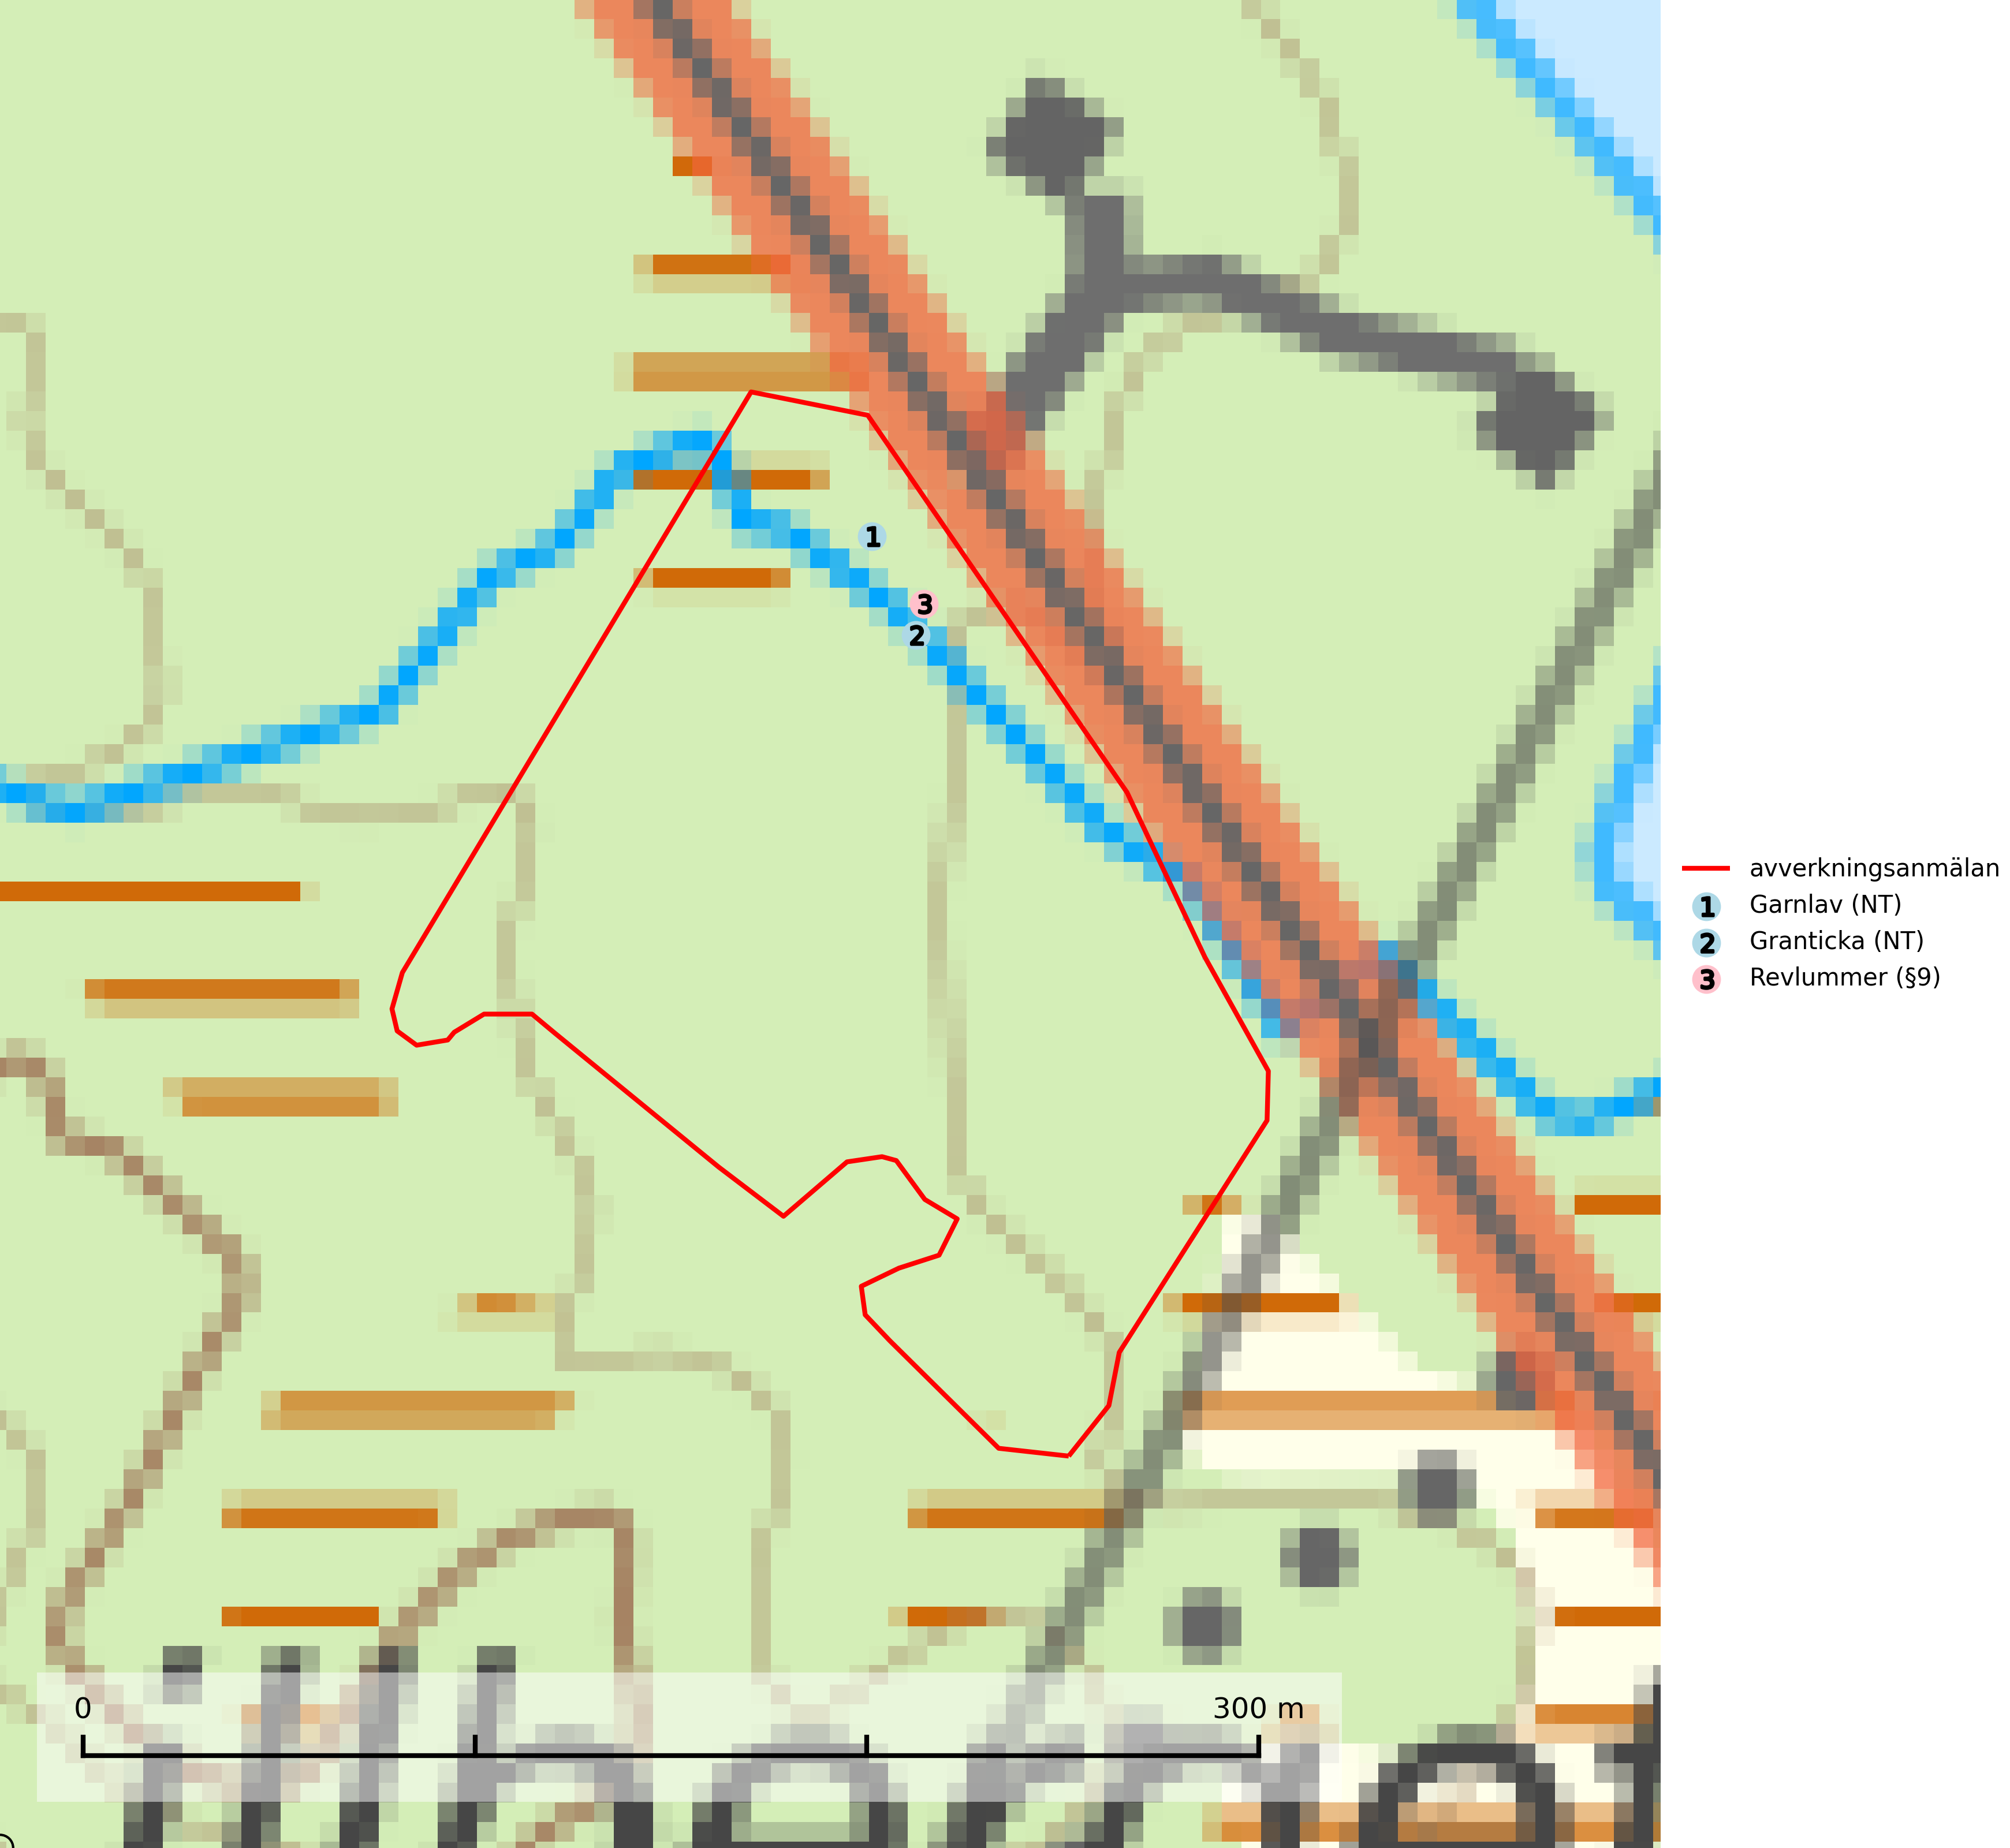 1
3
2
avverkningsanmälan
1 Garnlav (NT)
2 Granticka (NT)
3 Revlummer (§9)
0 300 m